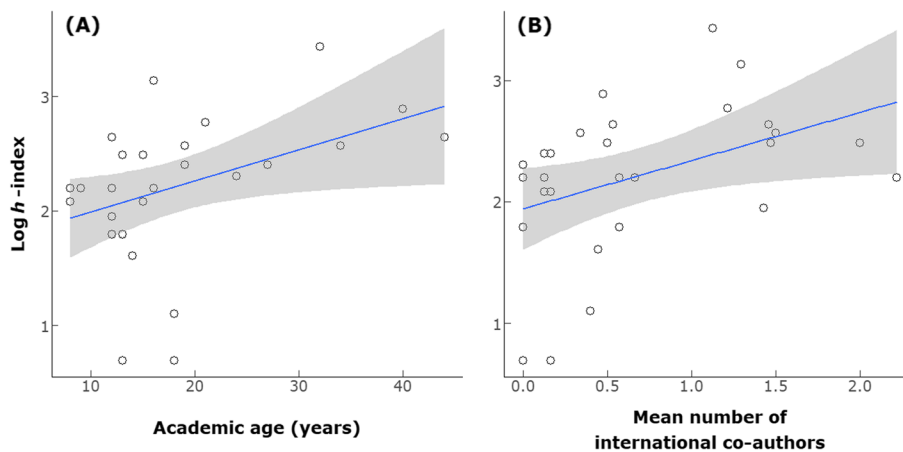 (A)
(B)
Log h -index
3
2
1
10 20 30 40
Academic age (years)
3
2
1
0.0 0.5 1.0 1.5 2.0
Mean number of
international co-authors